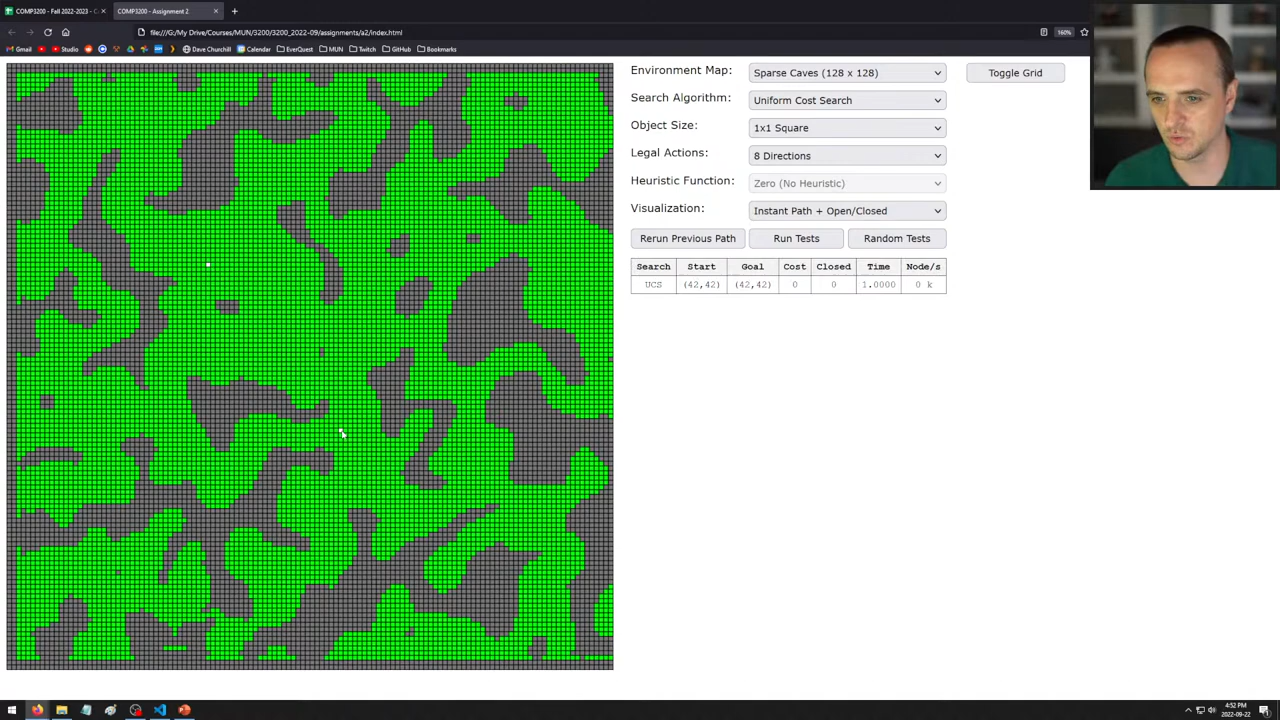 COMP3200 - Fall 2022-2023 - C
COMP3200 - Assignment 2
file:///G:/My Drive/Courses/MUN/3200/3200_2022-09/assignments/a2/index.html
160%
Gmail
YouTube
Studio
Dave Churchill
Calendar
EverQuest
MUN
Twitch
GitHub
Bookmarks
Environment Map:
Sparse Caves (128 x 128)
Toggle Grid
Search Algorithm:
Uniform Cost Search
Object Size:
1x1 Square
Legal Actions:
8 Directions
Heuristic Function:
Zero (No Heuristic)
Visualization:
Instant Path + Open/Closed
Rerun Previous Path
Run Tests
Random Tests
Search Start Goal Cost Closed Time Node/s
UCS (42,42) (42,42) 0 0 1.0000 0 k
4:52 PM
2022-09-22